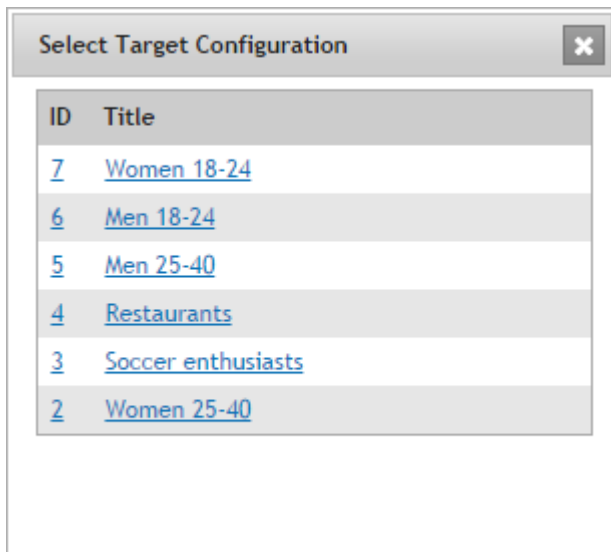 Select Target Configuration
ID Title
7 Women 18-24
6 Men 18-24
5 Men 25-40
4 Restaurants
3 Soccer enthusiasts
2 Women 25-40